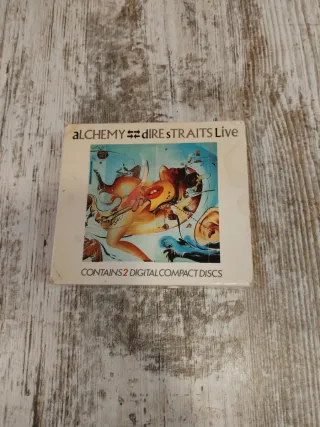 aLCHEMY ⇆ dIRE sTRAITS Live
CONTAINS 2 DIGITAL COMPACT DISCS